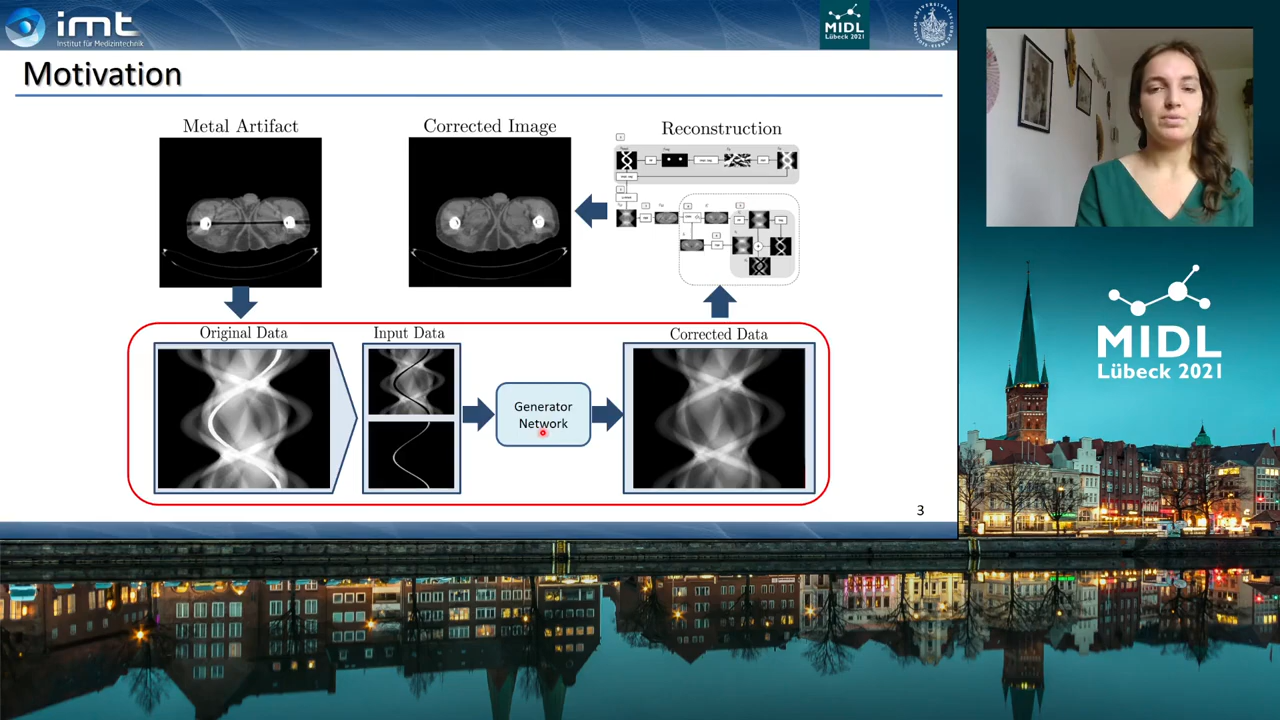 imt
Institut für Medizintechnik
MIDL
Lübeck 2021
Motivation
Metal Artifact
Corrected Image
Reconstruction
Original Data
Input Data
Corrected Data
Generator
Network
3
MIDL
Lübeck 2021